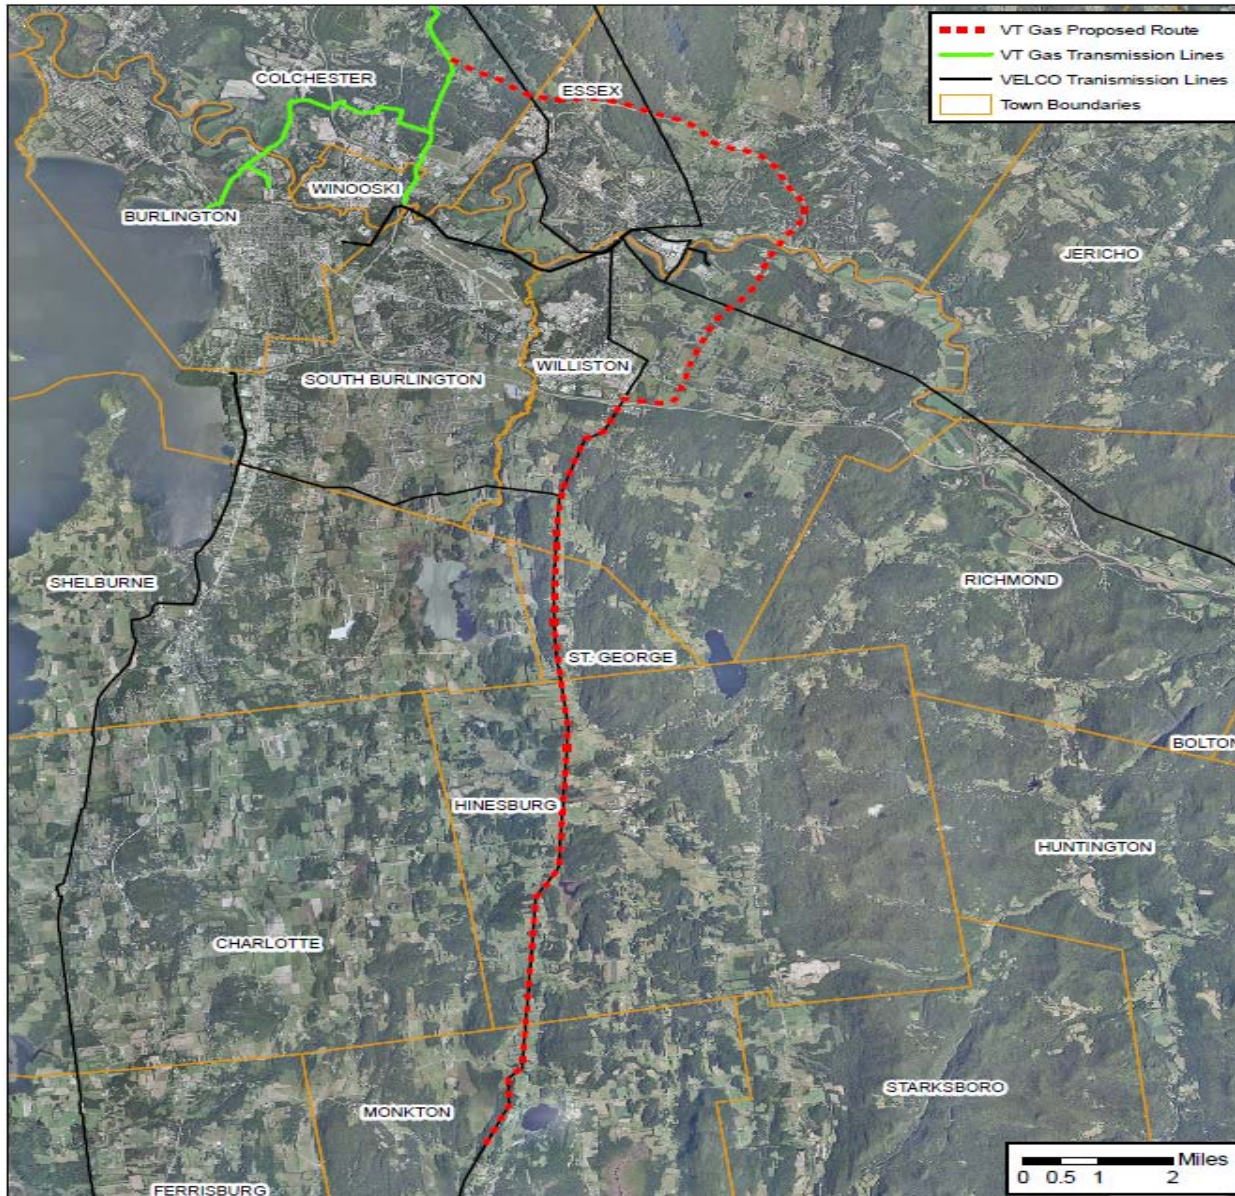 VT Gas Proposed Route
VT Gas Transmission Lines
VELCO Tranismission Lines
Town Boundaries
COLCHESTER
ESSEX
WINOOSKI
BURLINGTON
JERICHO
WILLISTON
SOUTH BURLINGTON
SHELBURNE
RICHMOND
ST. GEORGE
BOLTON
HINESBURG
HUNTINGTON
CHARLOTTE
STARKSBORO
MONKTON
FERRISBURG
Miles
0 0.5 1 2